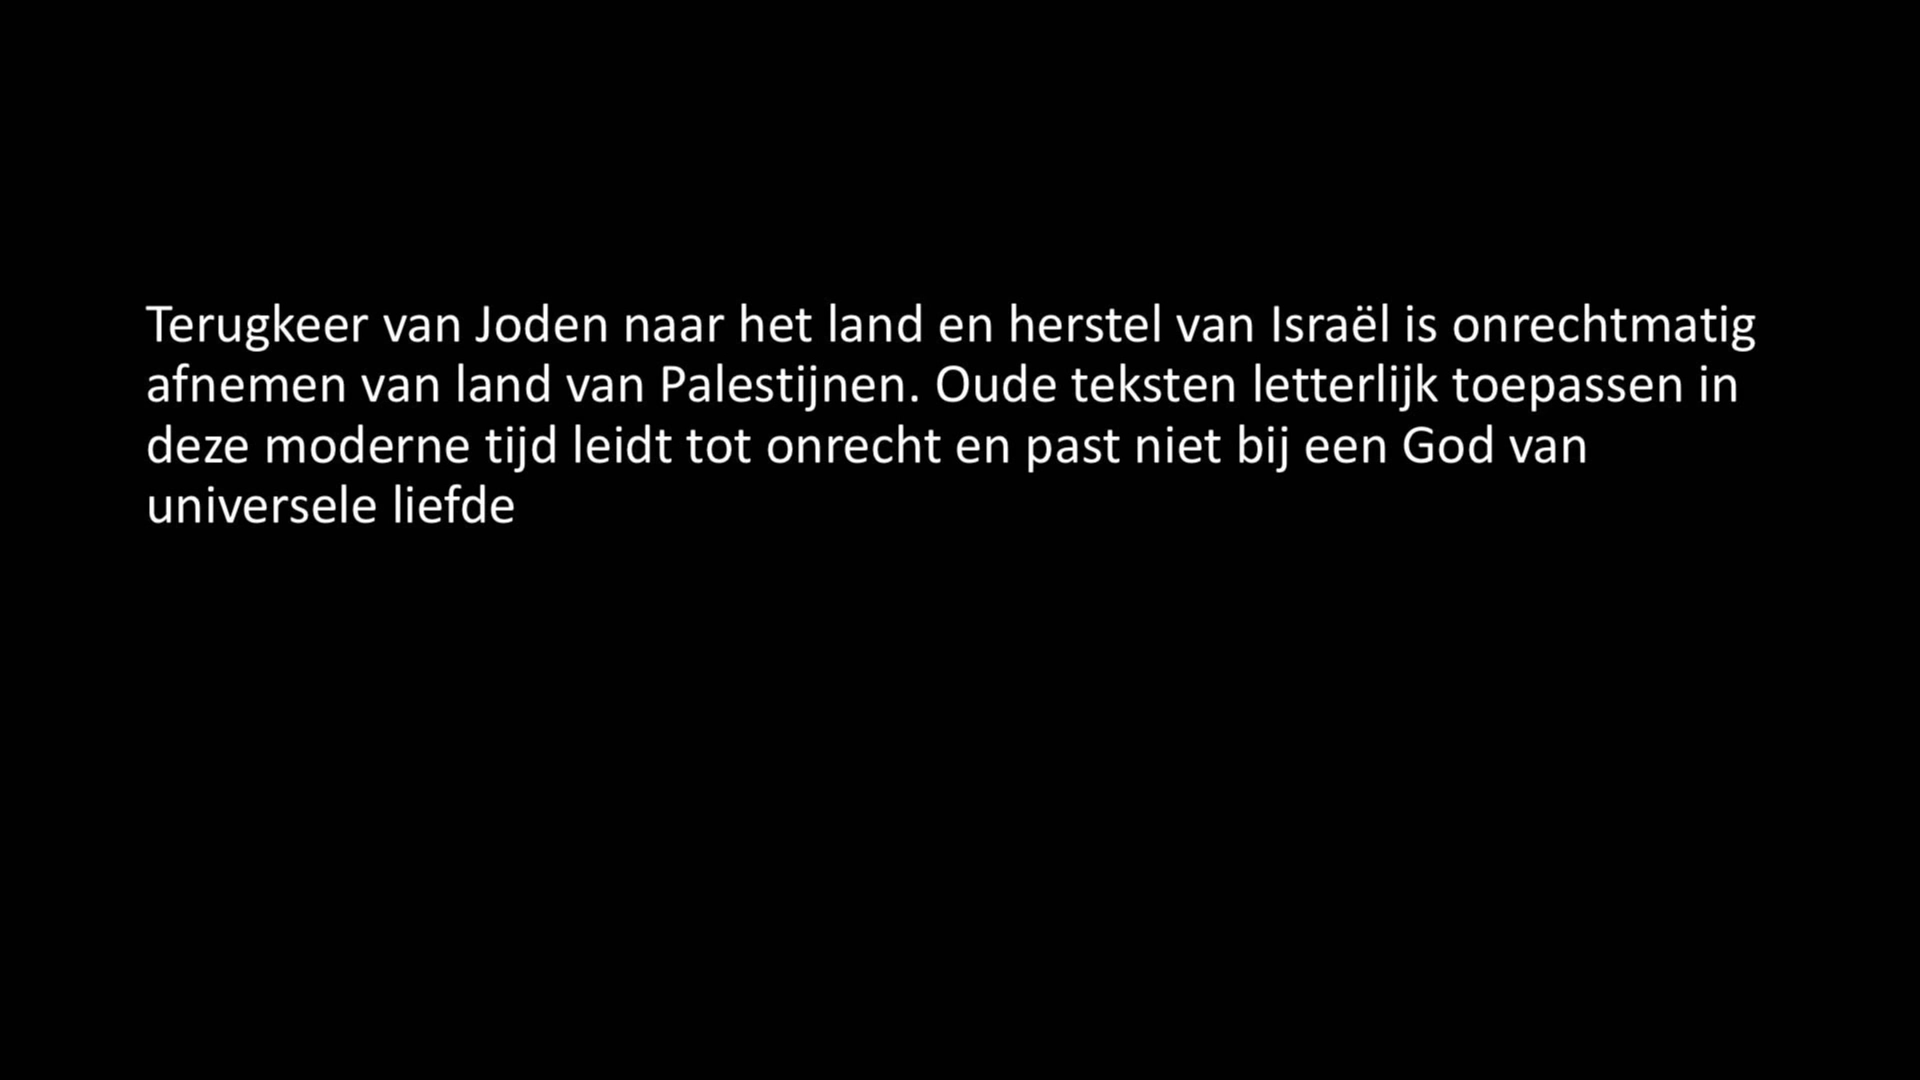 Terugkeer van Joden naar het land en herstel van Israël is onrechtmatig
afnemen van land van Palestijnen. Oude teksten letterlijk toepassen in
deze moderne tijd leidt tot onrecht en past niet bij een God van
universele liefde